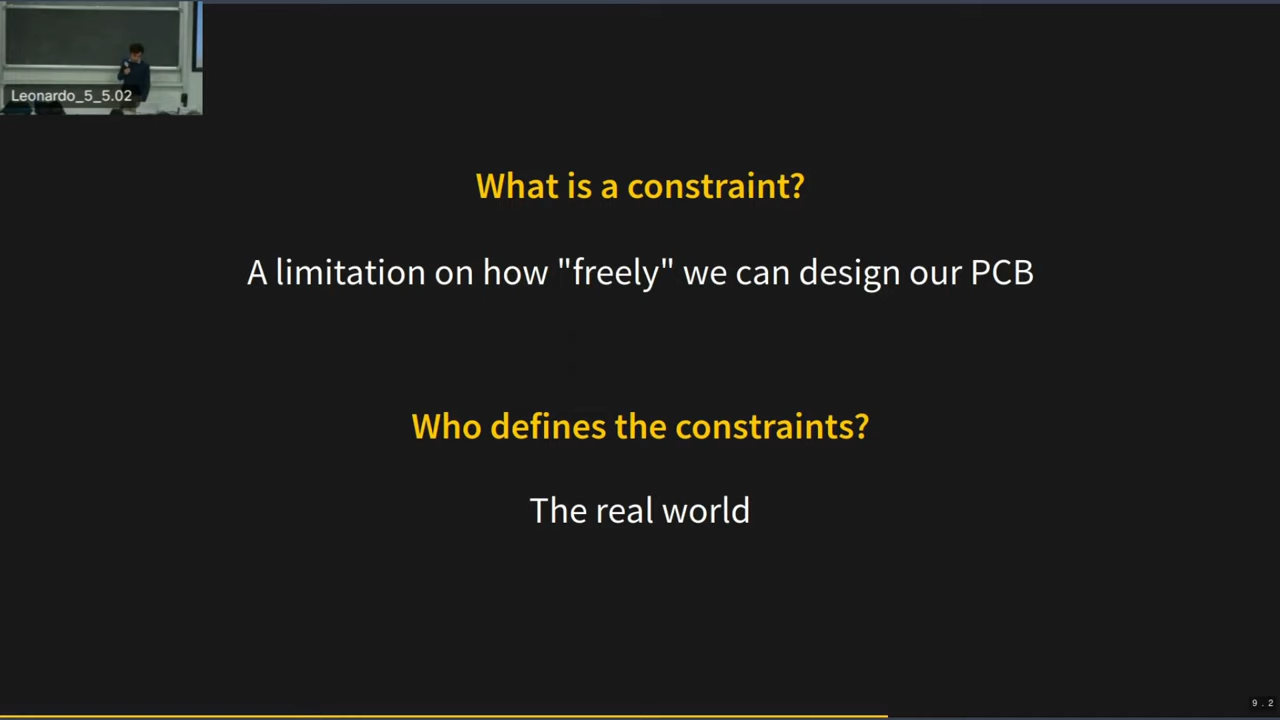 Leonardo_5_5.02
What is a constraint?
A limitation on how "freely" we can design our PCB
Who defines the constraints?
The real world
9.2